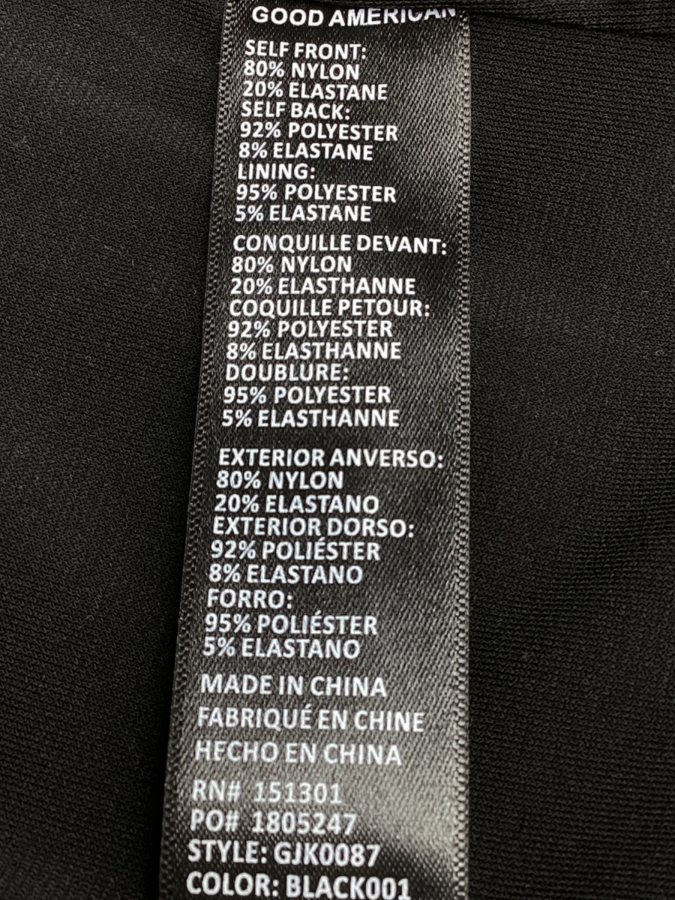 GOOD AMERICAN
SELF FRONT:
80% NYLON
20% ELASTANE
SELF BACK:
92% POLYESTER
8% ELASTANE
LINING:
95% POLYESTER
5% ELASTANE
CONQUILLE DEVANT:
80% NYLON
20% ELASTHANNE
COQUILLE PETOUR:
92% POLYESTER
8% ELASTHANNE
DOUBLURE:
95% POLYESTER
5% ELASTHANNE
EXTERIOR ANVERSO:
80% NYLON
20% ELASTANO
EXTERIOR DORSO:
92% POLIÉSTER
8% ELASTANO
FORRO:
95% POLIÉSTER
5% ELASTANO
MADE IN CHINA
FABRIQUÉ EN CHINE
HECHO EN CHINA
RN# 151301
PO# 1805247
STYLE: GJK0087
COLOR: BLACK001